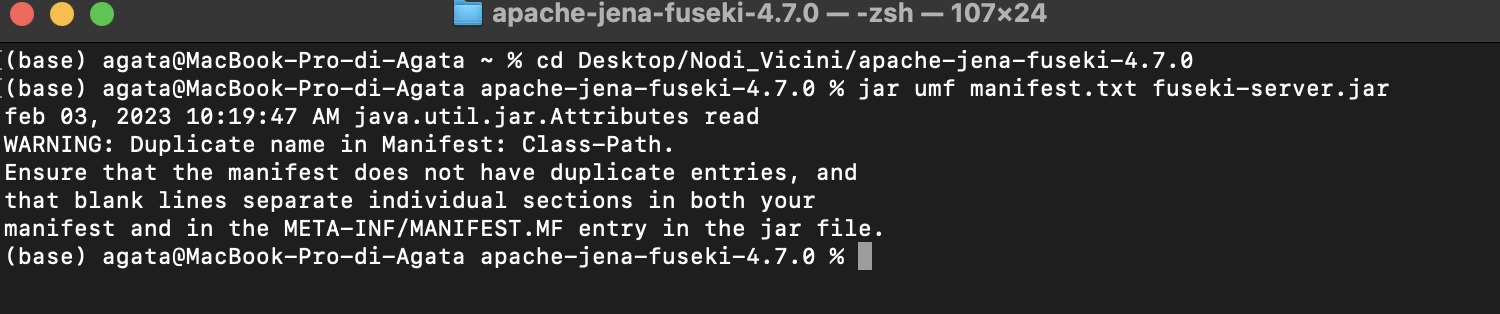 apache-jena-fuseki-4.7.0 — -zsh — 107×24
(base) agata@MacBook-Pro-di-Agata ~ % cd Desktop/Nodi_Vicini/apache-jena-fuseki-4.7.0
(base) agata@MacBook-Pro-di-Agata apache-jena-fuseki-4.7.0 % jar umf manifest.txt fuseki-server.jar
feb 03, 2023 10:19:47 AM java.util.jar.Attributes read
WARNING: Duplicate name in Manifest: Class-Path.
Ensure that the manifest does not have duplicate entries, and
that blank lines separate individual sections in both your
manifest and in the META-INF/MANIFEST.MF entry in the jar file.
(base) agata@MacBook-Pro-di-Agata apache-jena-fuseki-4.7.0 %